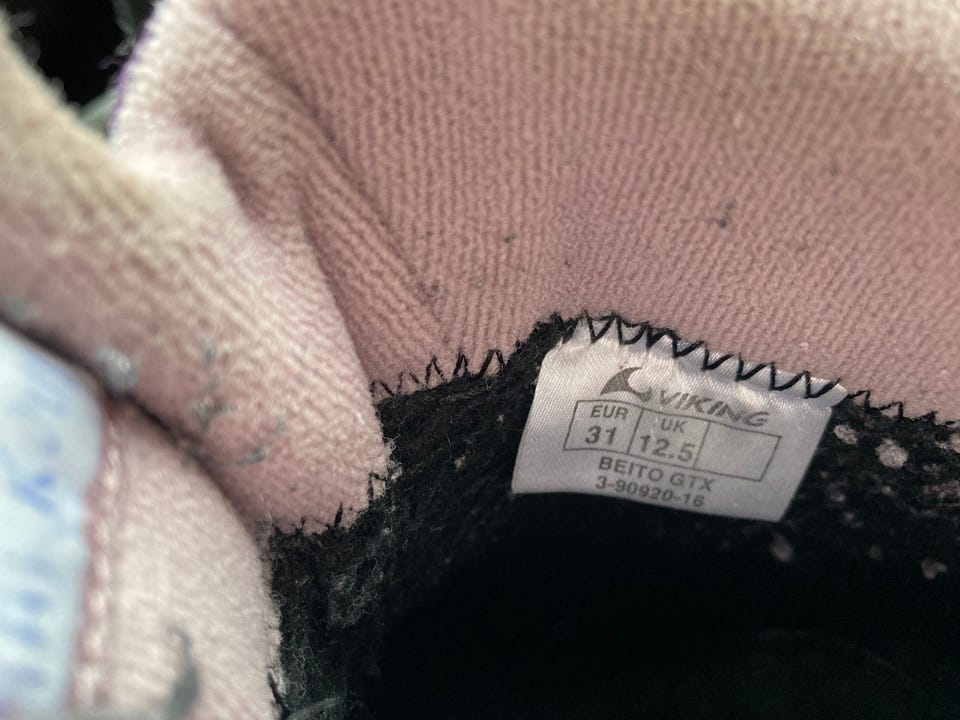 VIKING
EUR UK
31 12.5
BEITO GTX
3-90920-16